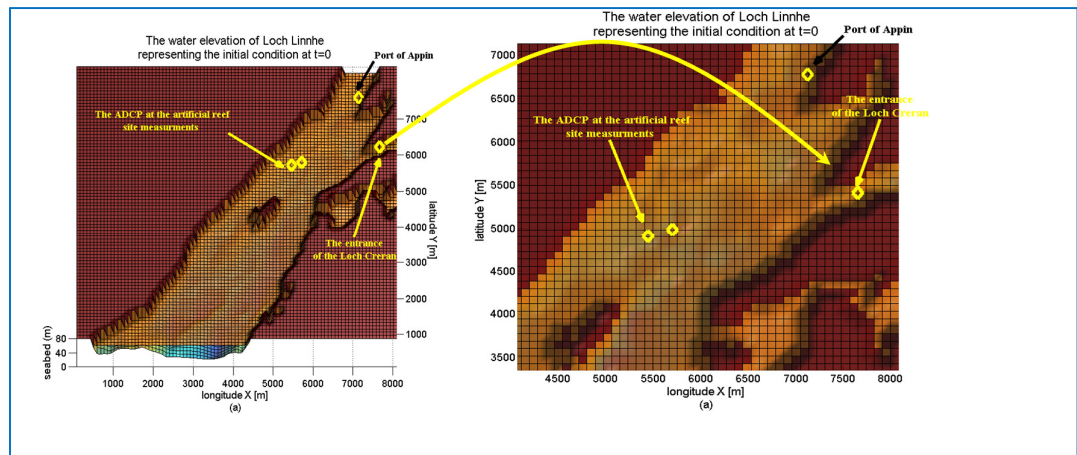 The water elevation of Loch Linnhe
representing the initial condition at t=0
Port of Appin
The ADCP at the artificial reef
site measurments
7000
6000
5000
4000
3000
2000
1000
latitude Y [m]
The entrance
of the Loch Creran
80
40
0
seabed (m)
1000 2000 3000 4000 5000 6000 7000 8000
longitude X [m]
(a)
The water elevation of Loch Linnhe
representing the initial condition at t=0
Port of Appin
The entrance
of the Loch Creran
The ADCP at the artificial reef
site measurments
7000
6500
6000
5500
5000
4500
4000
3500
latitude Y [m]
4500 5000 5500 6000 6500 7000 7500 8000
longitude X [m]
(a)